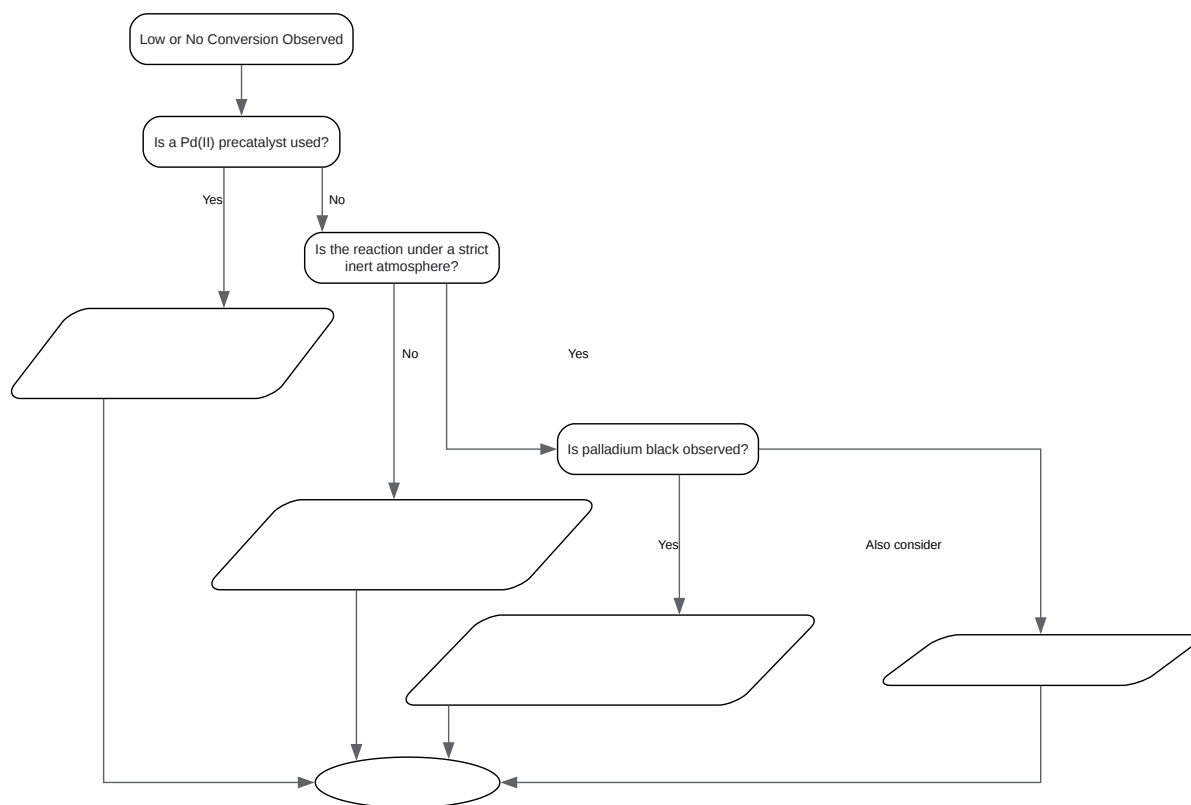 Low or No Conversion Observed
Is a Pd(II) precatalyst used?
Yes
No
Is the reaction under a strict
inert atmosphere?
No
Yes
Is palladium black observed?
Yes
Also consider